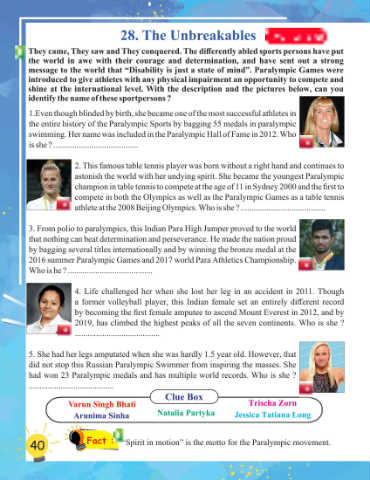 28. The Unbreakables
They came, They saw and They conquered. The differently abled sports persons have put
the world in awe with their courage and determination, and have sent out a strong
message to the world that “Disability is just a state of mind”. Paralympic Games were
introduced to give athletes with any physical impairment an opportunity to compete and
shine at the international level. With the description and the pictures below, can you
identify the name of these sportpersons ?
1.Even though blinded by birth, she became one of the most successful athletes in
the entire history of the Paralympic Sports by bagging 55 medals in paralympic
swimming. Her name was included in the Paralympic Hall of Fame in 2012. Who
is she ? ........................................
2. This famous table tennis player was born without a right hand and continues to
astonish the world with her undying spirit. She became the youngest Paralympic
champion in table tennis to compete at the age of 11 in Sydney 2000 and the first to
compete in both the Olympics as well as the Paralympic Games as a table tennis
athlete at the 2008 Beijing Olympics. Who is she ? ........................................
3. From polio to paralympics, this Indian Para High Jumper proved to the world
that nothing can beat determination and perseverance. He made the nation proud
by bagging several titles internationally and by winning the bronze medal at the
2016 summer Paralympic Games and 2017 world Para Athletics Championship.
Who is he ? ........................................
4. Life challenged her when she lost her leg in an accident in 2011. Though
a former volleyball player, this Indian female set an entirely different record
by becoming the first female amputee to ascend Mount Everest in 2012, and by
2019, has climbed the highest peaks of all the seven continents. Who is she ?
........................................
5. She had her legs amputated when she was hardly 1.5 year old. However, that
did not stop this Russian Paralympic Swimmer from inspiring the masses. She
had won 23 Paralympic medals and has multiple world records. Who is she ?
........................................
Clue Box
Varun Singh Bhati Trischa Zorn
Arunima Sinha Natalia Partyka Jessica Tatiana Long
40
Fact :
"Spirit in motion” is the motto for the Paralympic movement.